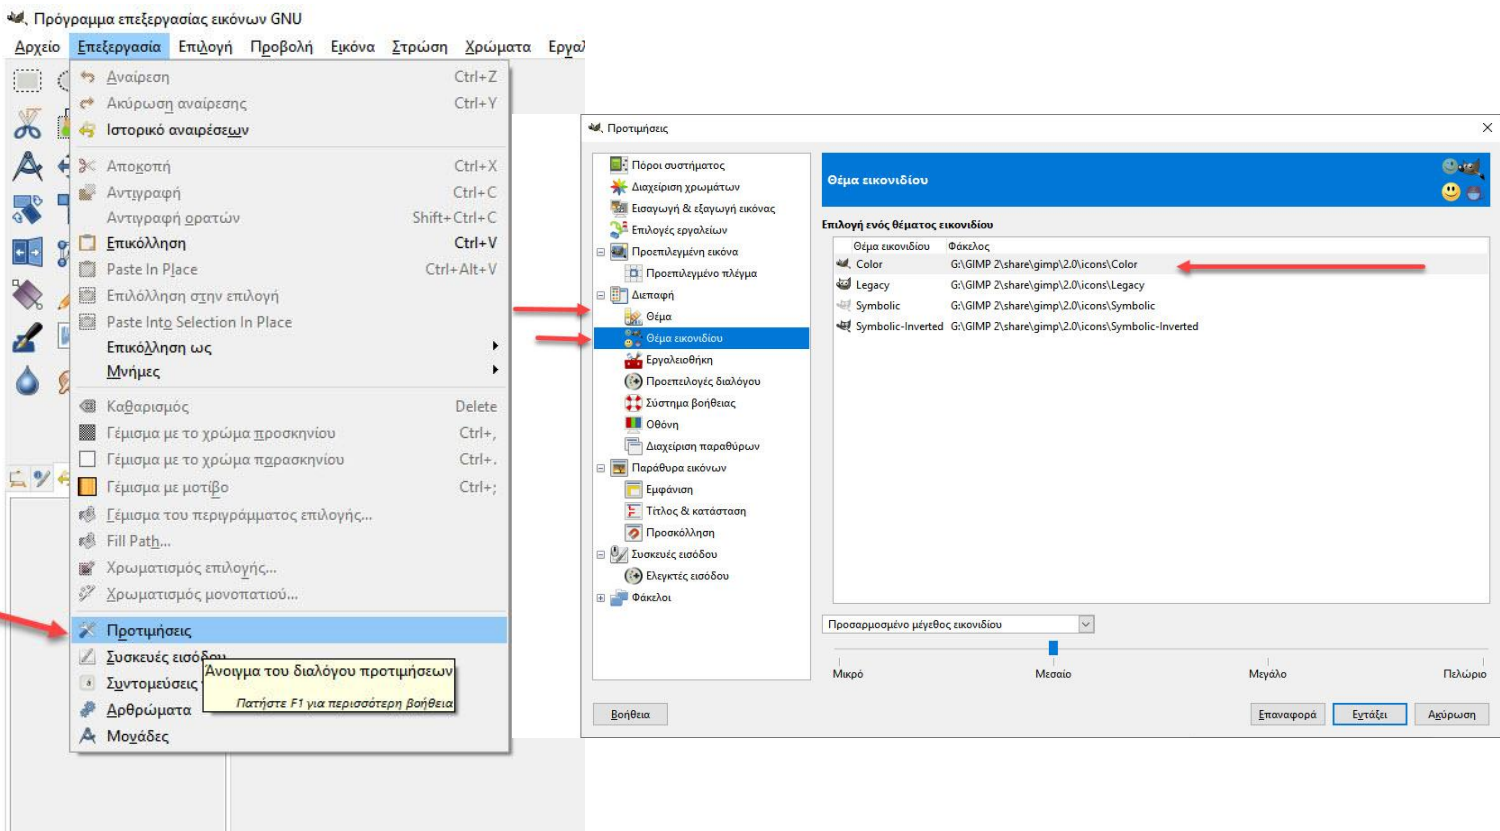 Πρόγραμμα επεξεργασίας εικόνων GNU
Αρχείο Επεξεργασία Επιλογή Προβολή Εικόνα Στρώση Χρώματα
Αναίρεση Ctrl+Z
Ακύρωση αναίρεσης Ctrl+Y
Ιστορικό αναιρέσεων
Αποκοπή Ctrl+X
Αντιγραφή Ctrl+C
Αντιγραφή ορατών Shift+Ctrl+C
Επικόλληση Ctrl+V
Paste In Place Ctrl+Alt+V
Επιλόλληση στην επιλογή
Paste Into Selection In Place
Επικόλληση ως
Μνήμες
Καθαρισμός Delete
Γέμισμα με το χρώμα προσκηνίου Ctrl+,
Γέμισμα με το χρώμα παρασκηνίου Ctrl+.
Γέμισμα με μοτίβο Ctrl+;
Γέμισμα του περιγράμματος επιλογής...
Fill Path...
Χρωματισμός επιλογής...
Χρωματισμός μονοπατιού...
Προτιμήσεις
Συσκευές εισόδου
Συντομεύσεις
Αρθρώματα
Μονάδες
Άνοιγμα του διαλόγου προτιμήσεων
Πατήστε F1 για περισσότερη βοήθεια
Προτιμήσεις
Πόροι συστήματος
Διαχείριση χρωμάτων
Εισαγωγή & εξαγωγή εικόνας
Επιλογές εργαλείων
Προεπιλεγμένη εικόνα
Προεπιλεγμένο πλέγμα
Διεπαφή
Θέμα
Θέμα εικονιδίου
Εργαλειοθήκη
Προεπιλογές διαλόγου
Σύστημα βοήθειας
Οθόνη
Διαχείριση παραθύρων
Παράθυρα εικόνων
Εμφάνιση
Τίτλος & κατάσταση
Προσκόλληση
Συσκευές εισόδου
Ελεγκτές εισόδου
Φάκελοι
Θέμα εικονιδίου
Επιλογή ενός θέματος εικονιδίου
Θέμα εικονιδίου Φάκελος
Color G:\GIMP 2\share\gimp\2.0\icons\Color
Legacy G:\GIMP 2\share\gimp\2.0\icons\Legacy
Symbolic G:\GIMP 2\share\gimp\2.0\icons\Symbolic
Symbolic-Inverted G:\GIMP 2\share\gimp\2.0\icons\Symbolic-Inverted
Προσαρμοσμένο μέγεθος εικονιδίου
Μικρό Μεσαίο Μεγάλο Πελώριο
Βοήθεια Επαναφορά Εντάξει Ακύρωση